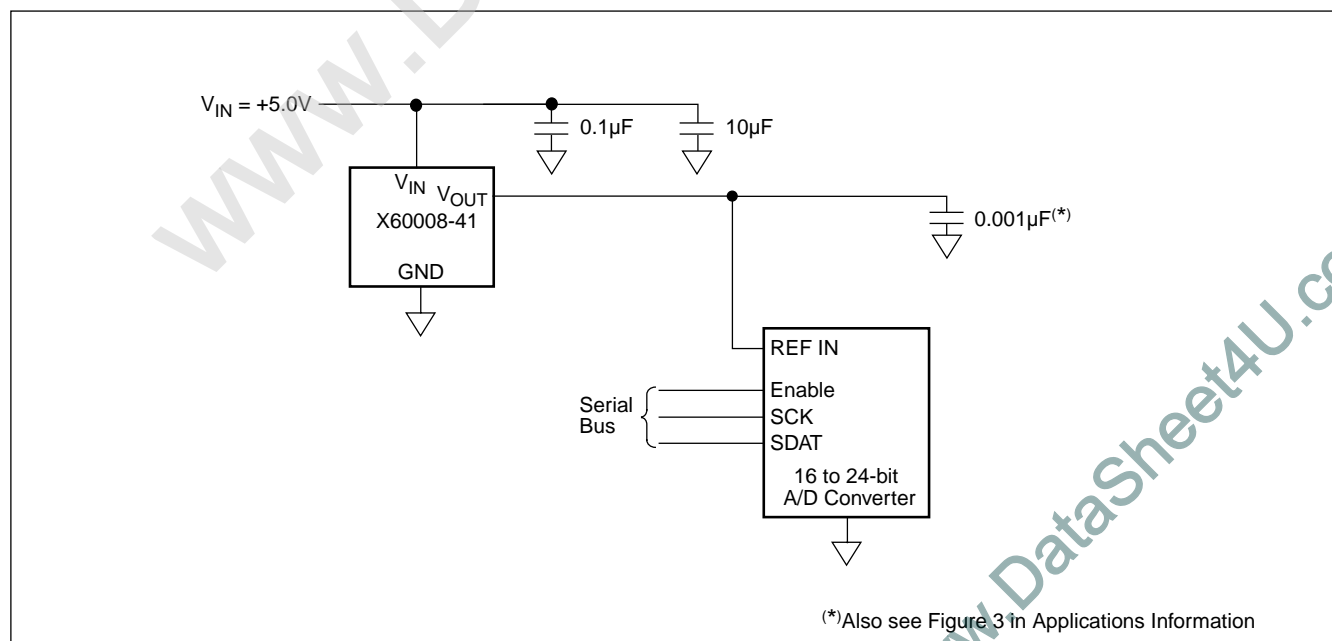 V_IN = +5.0V
0.1µF
10µF
V_IN
V_OUT
X60008-41
GND
0.001µF(*)
REF IN
Enable
SCK
SDAT
Serial
Bus
16 to 24-bit
A/D Converter
(*)Also see Figure 3 in Applications Information
www.D
w.DataSheet4U.co